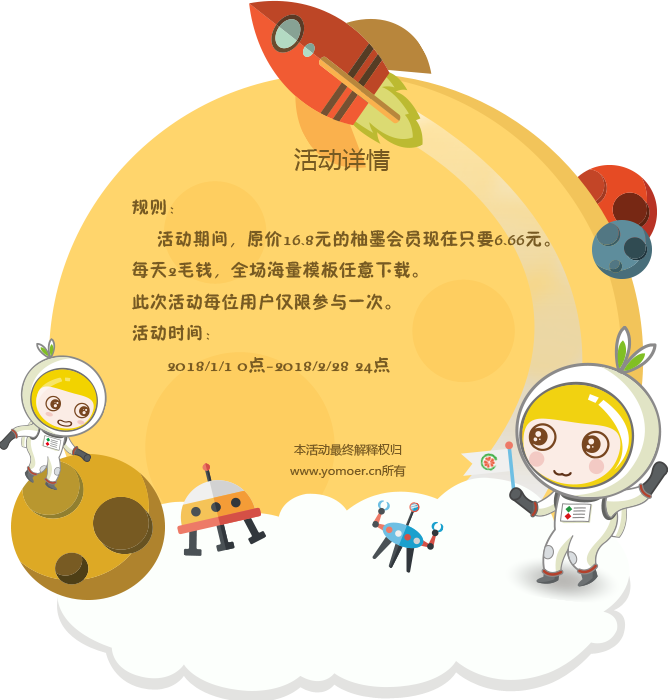 活动详情
规则：
活动期间，原价16.8元的柚墨会员现在只要6.66元。
每天2毛钱，全场海量模板任意下载。
此次活动每位用户仅限参与一次。
活动时间：
2018/1/1 0点-2018/2/28 24点
本活动最终解释权归
www.yomoer.cn所有